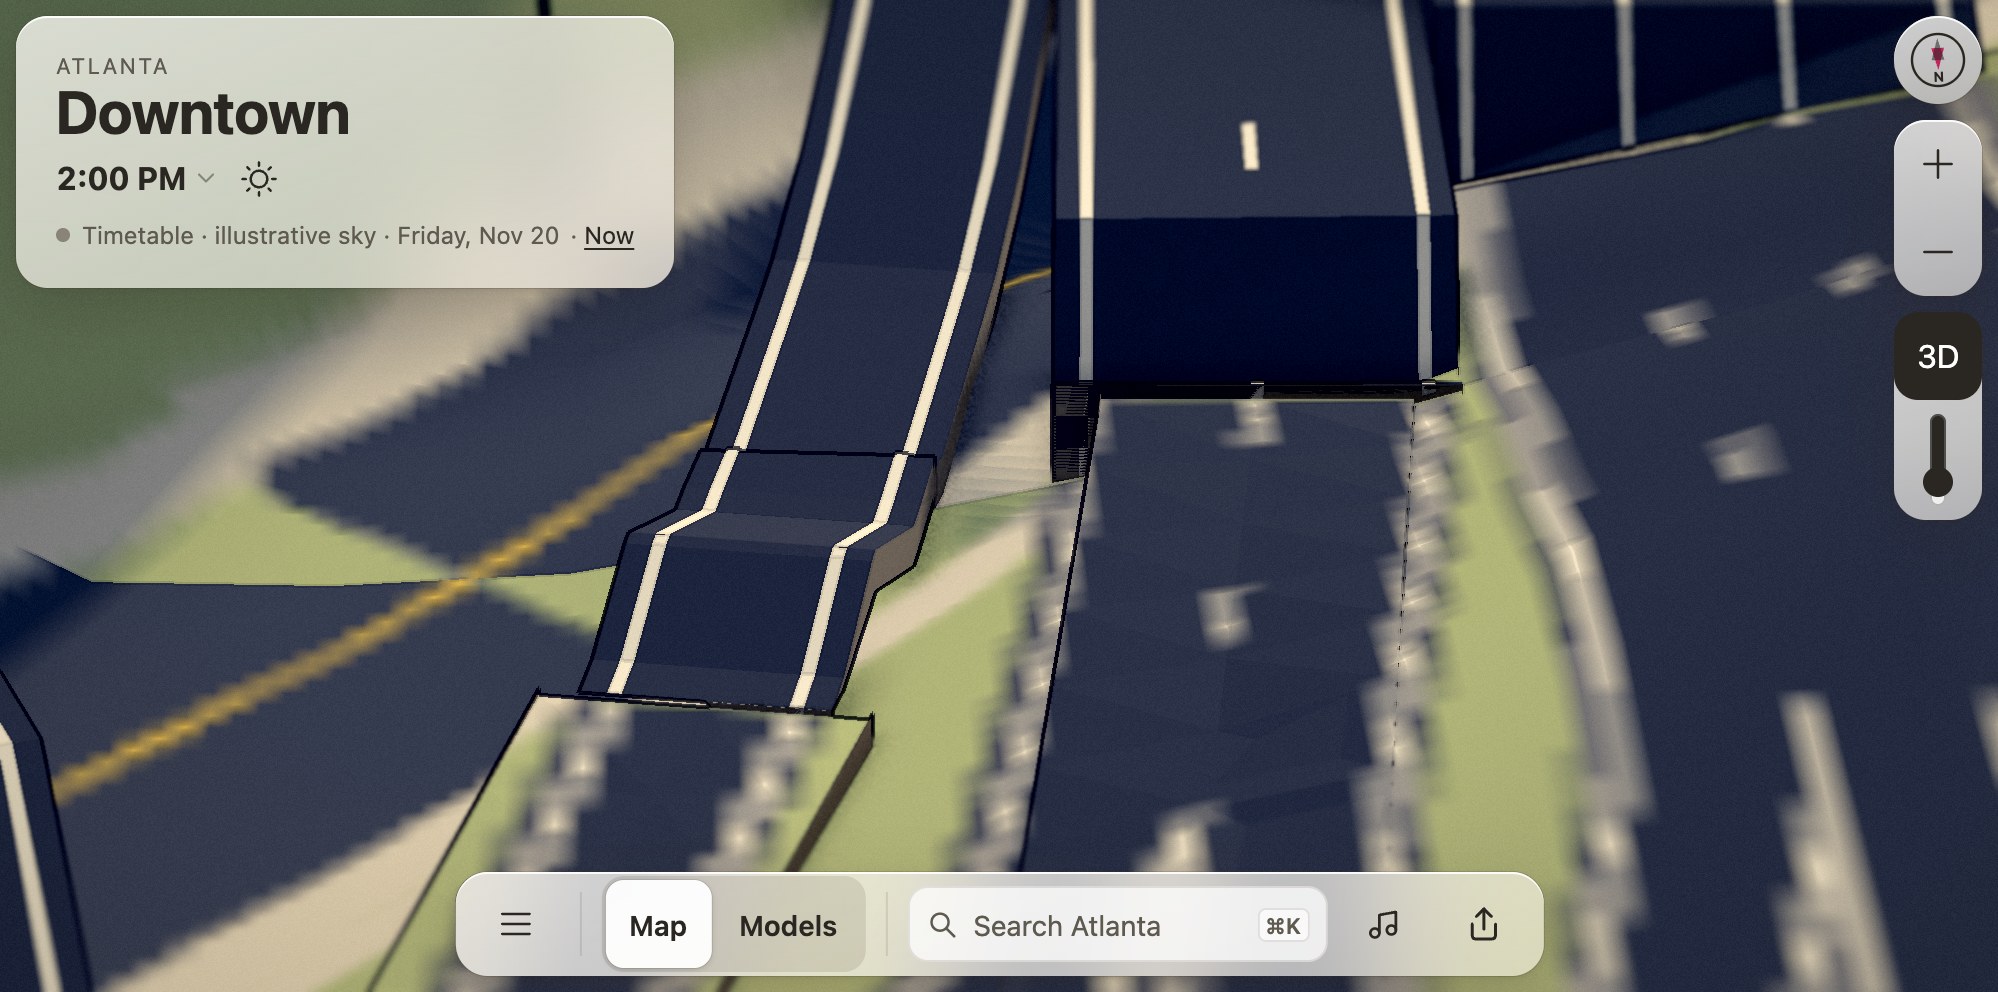 ATLANTA
Downtown
2:00 PM
Timetable · illustrative sky · Friday, Nov 20 · Now
N
3D
Map
Models
Search Atlanta
⌘K